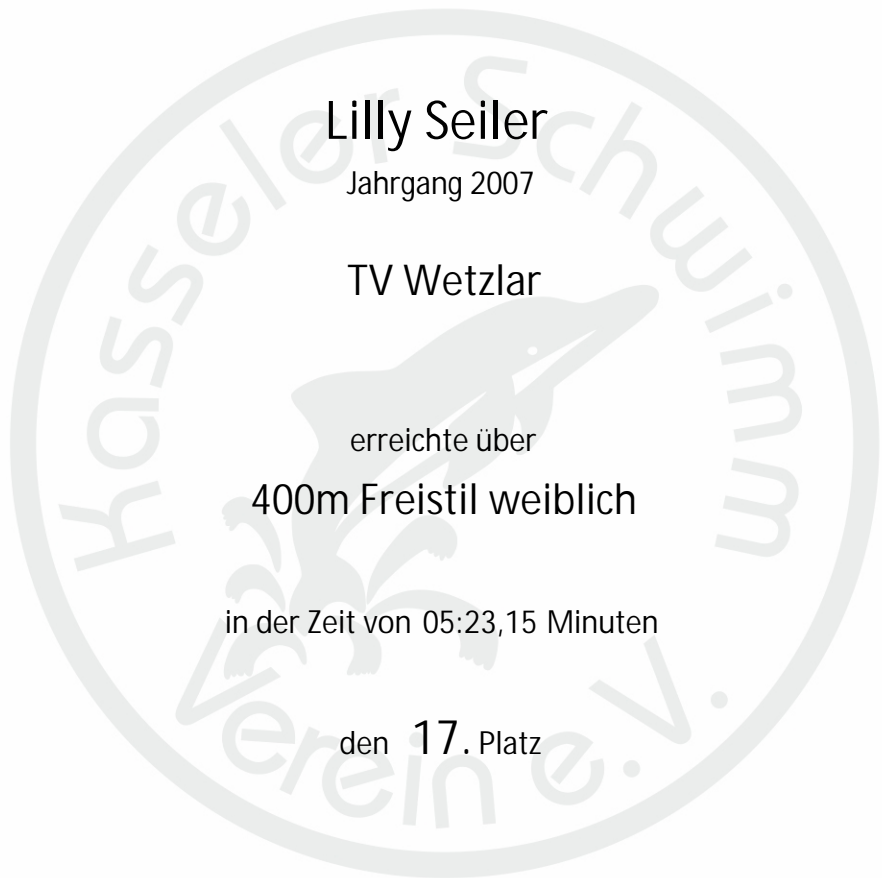 Kasseler Schwimm
Lilly Seiler
Jahrgang 2007
TV Wetzlar
erreichte über
400m Freistil weiblich
in der Zeit von 05:23,15 Minuten
den 17. Platz
Verein e.V.